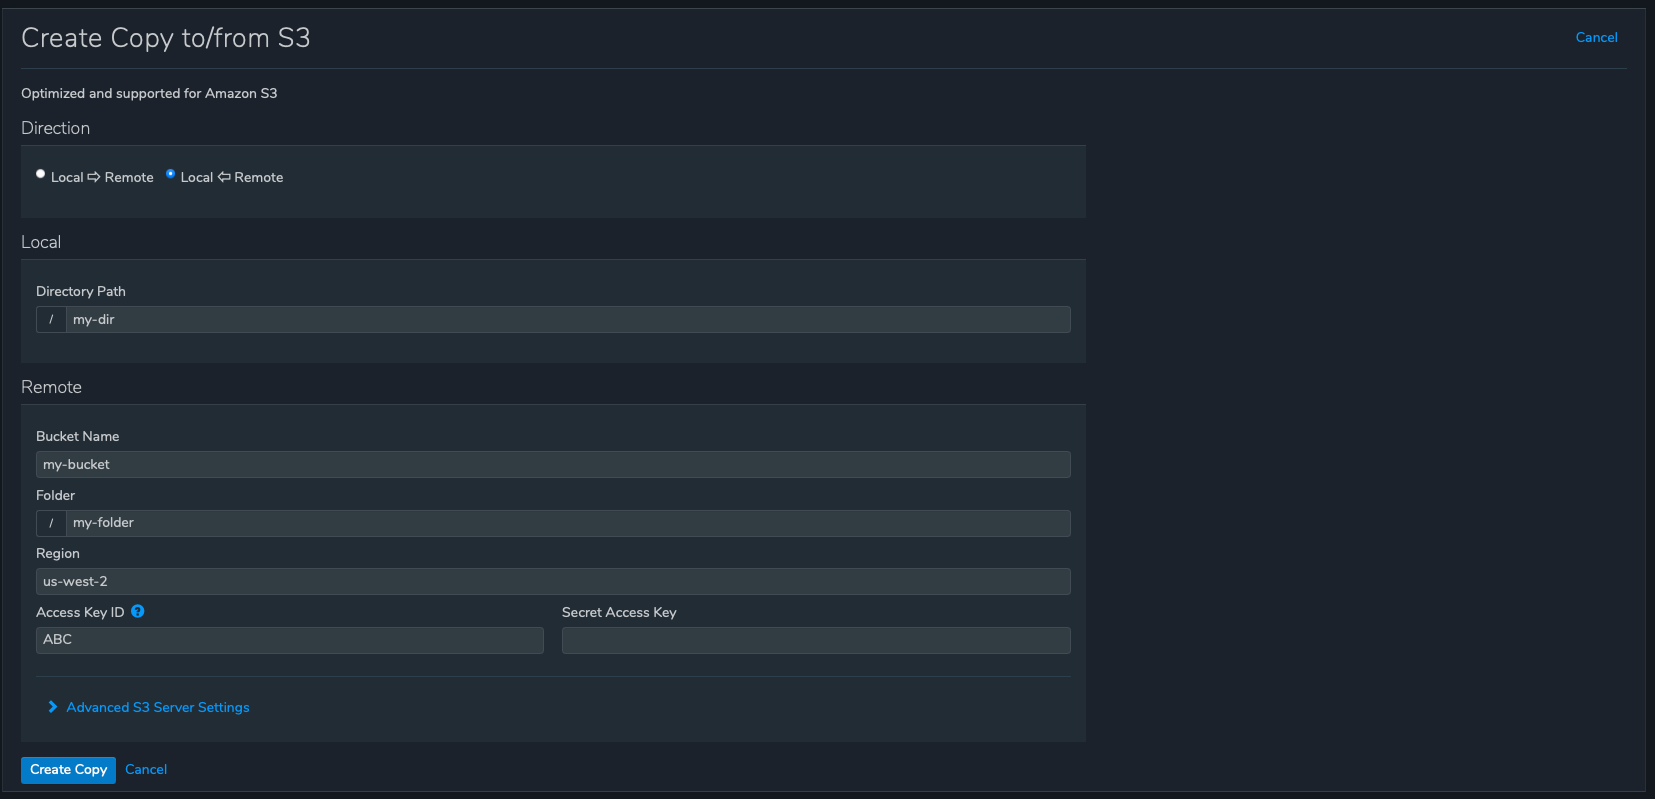 Create Copy to/from S3
Cancel
Optimized and supported for Amazon S3
Direction
Local ⇨ Remote Local ⇦ Remote
Local
Directory Path
/ my-dir
Remote
Bucket Name
my-bucket
Folder
/ my-folder
Region
us-west-2
Access Key ID ? Secret Access Key
ABC
Advanced S3 Server Settings
Create Copy Cancel